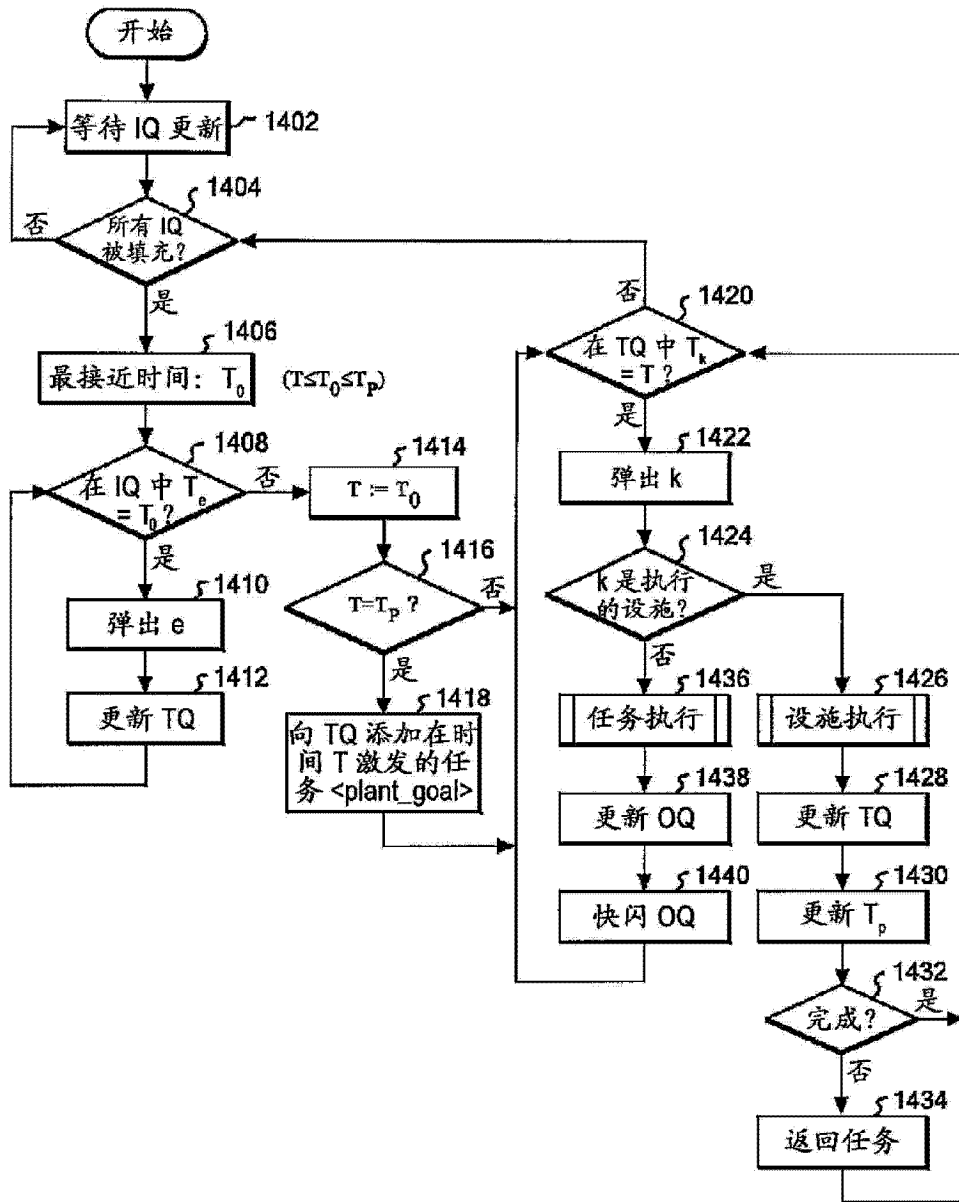 开始
等待 IQ 更新
1402
1404
所有 IQ
被填充?
否
是
1406
最接近时间: T0
(T≤T0≤TP)
1408
在 IQ 中 Te
= T0 ?
否
是
1410
弹出 e
1412
更新 TQ
1414
T := T0
1416
T=Tp ?
否
是
1418
向 TQ 添加在时
间 T 激发的任
务 <plant_goal>
否
1420
在 TQ 中 Tk
= T ?
是
1422
弹出 k
1424
k 是执行
的设施?
是
否
1436
任务执行
1438
更新 OQ
1440
快闪 OQ
1426
设施执行
1428
更新 TQ
1430
更新 Tp
1432
完成?
是
否
1434
返回任务